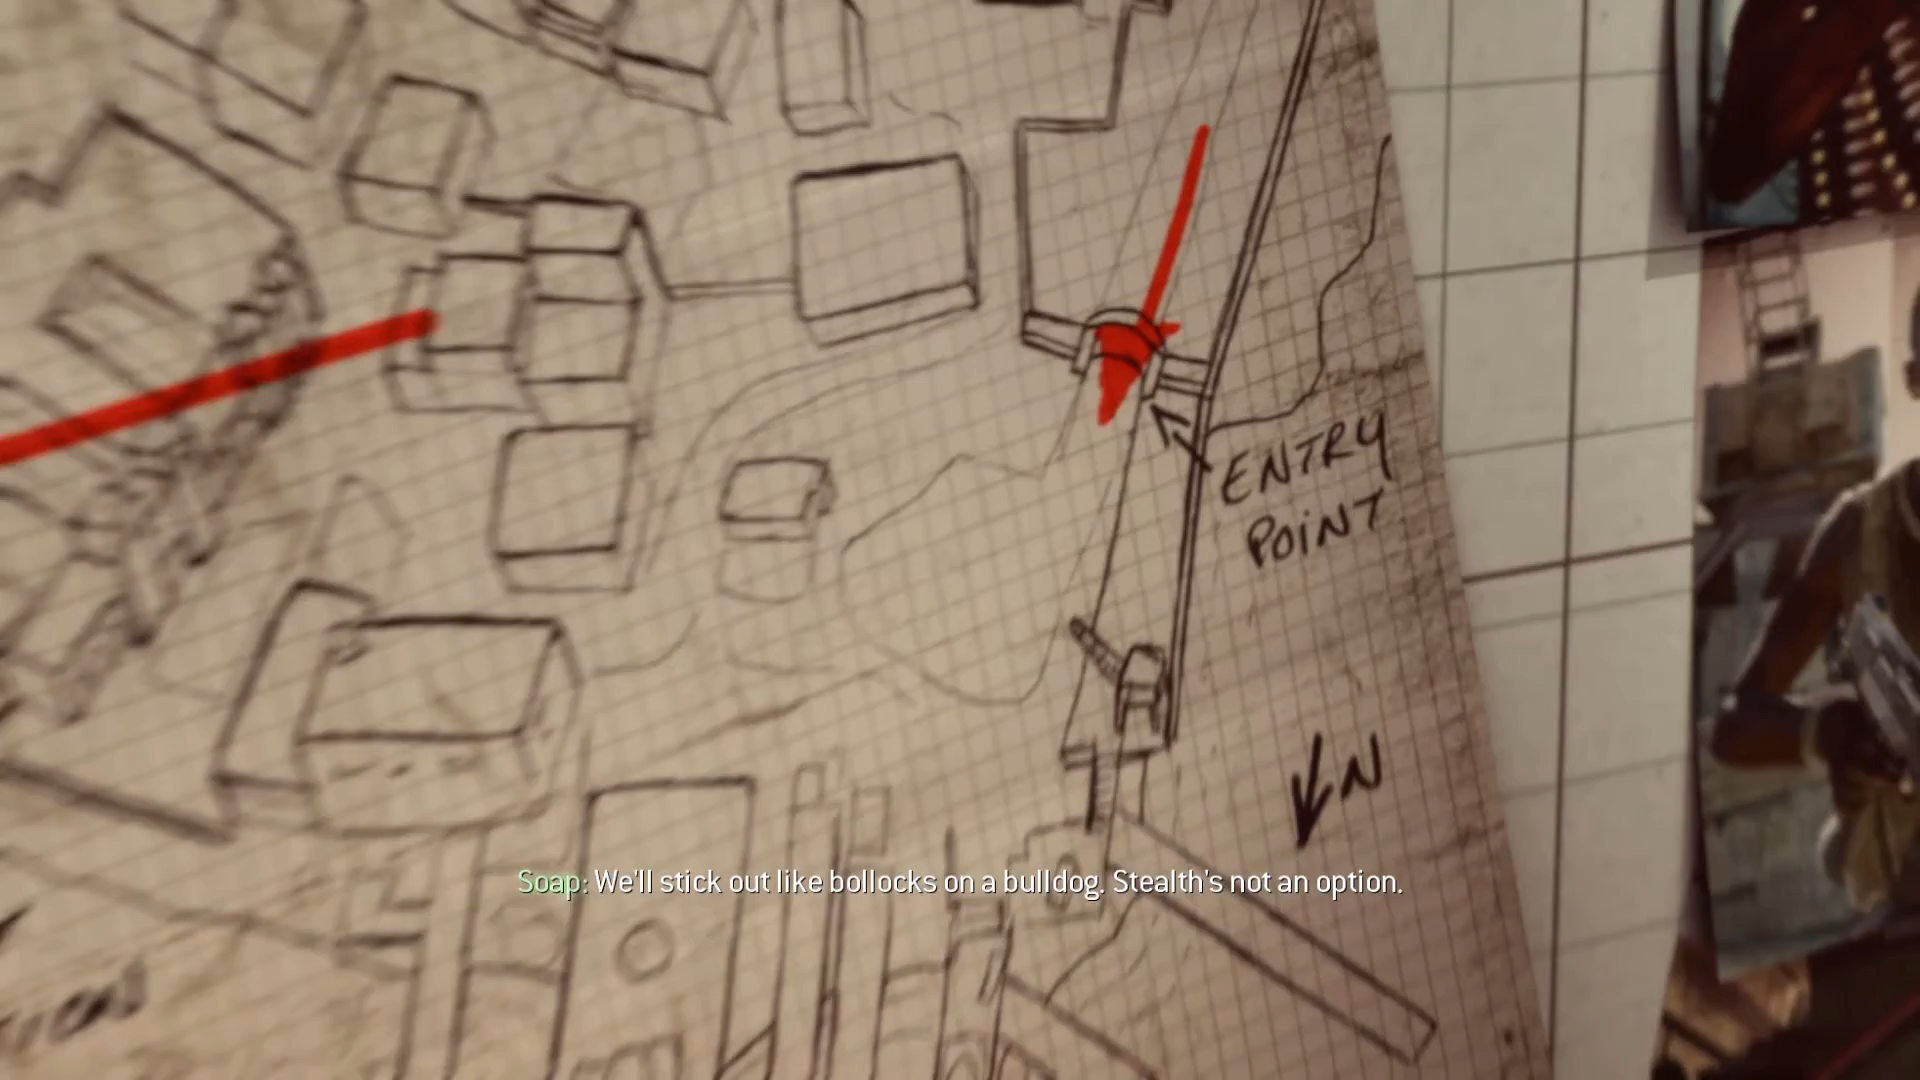 ENTRY
POINT
N
Soap: We'll stick out like bollocks on a bulldog. Stealth's not an option.